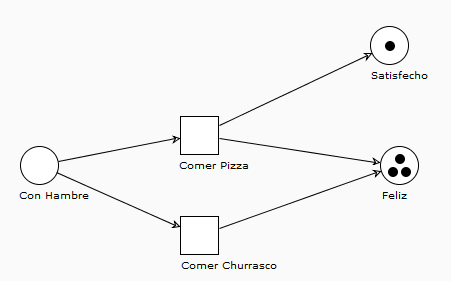 Satisfecho
Comer Pizza
Con Hambre
Feliz
Comer Churrasco